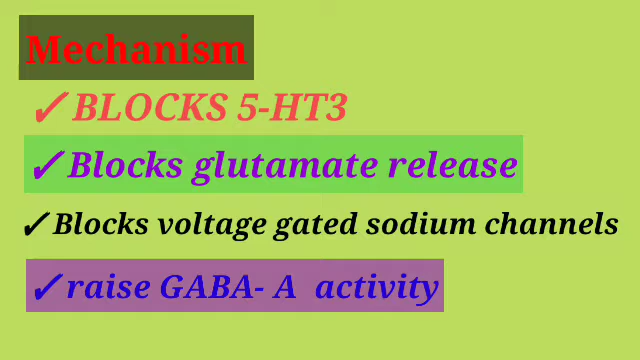 Mechanism
✓ BLOCKS 5-HT3
✓ Blocks glutamate release
✓ Blocks voltage gated sodium channels
✓ raise GABA- A activity